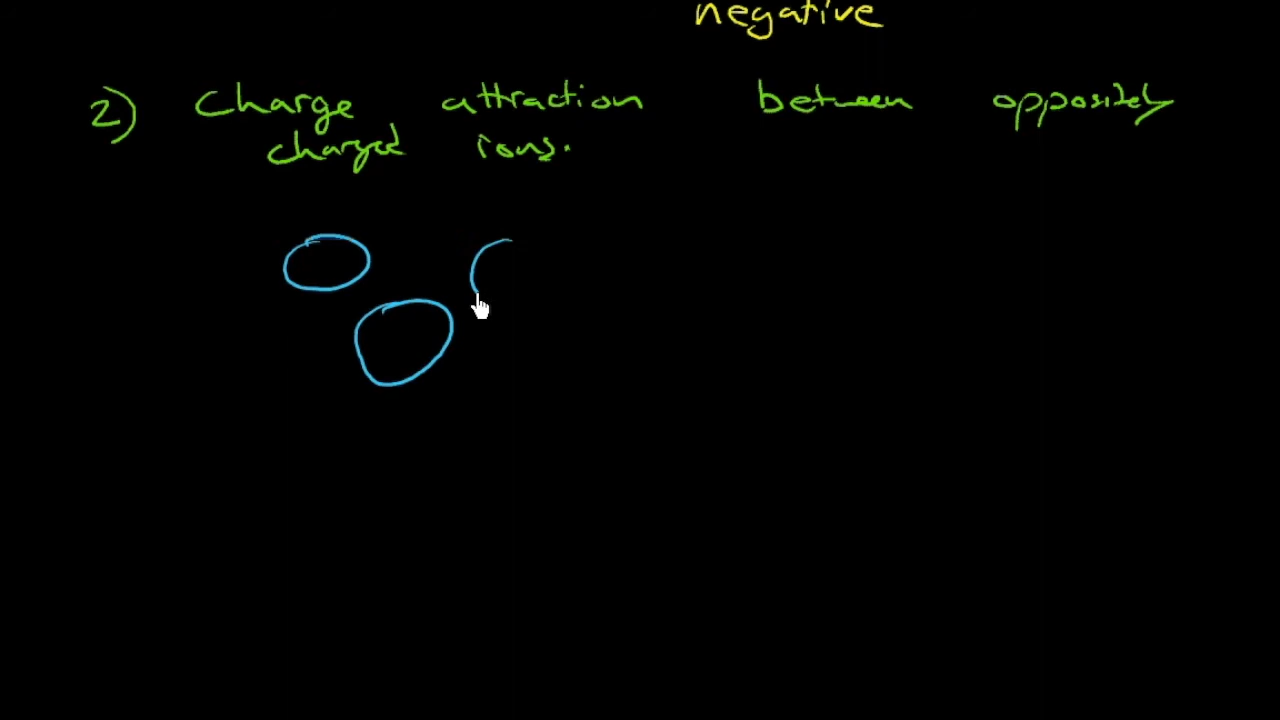 negative
2) Charge attraction between oppositely
charged ions.